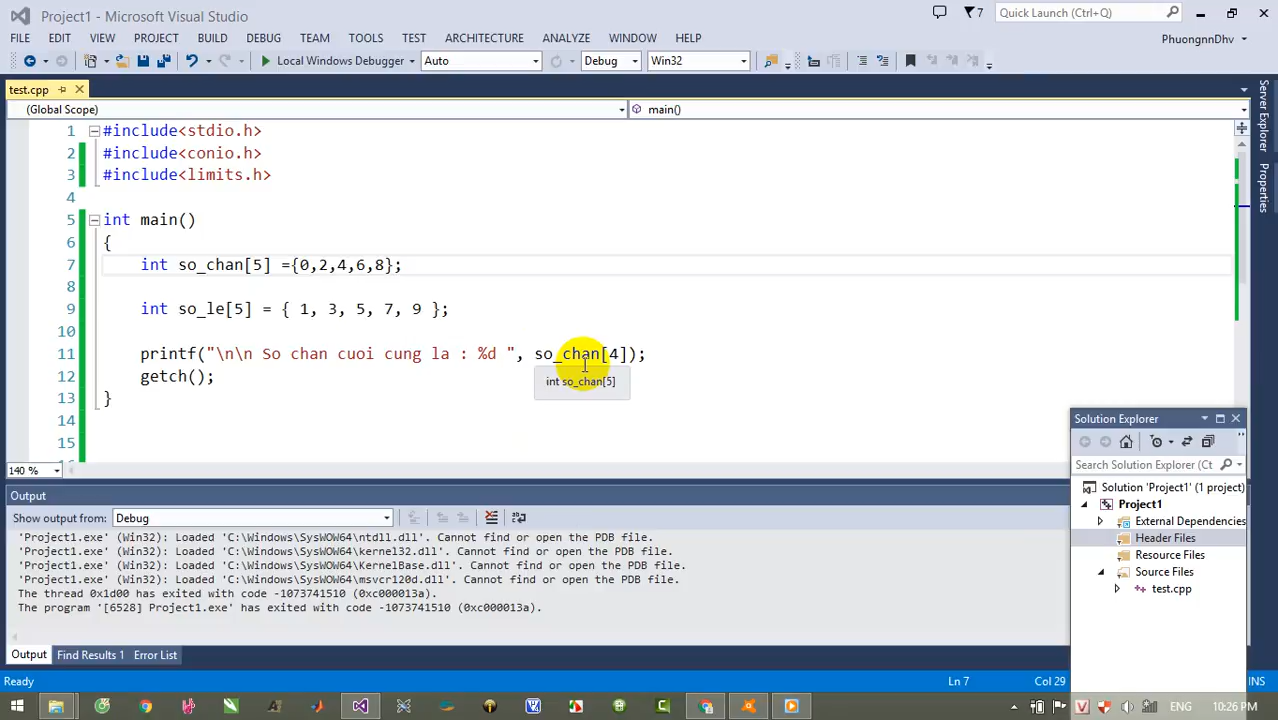 Project1 - Microsoft Visual Studio
7
Quick Launch (Ctrl+Q)
FILE EDIT VIEW PROJECT BUILD DEBUG TEAM TOOLS TEST ARCHITECTURE ANALYZE WINDOW HELP
PhuongnnDhv
Local Windows Debugger
Auto
Debug
Win32
test.cpp
(Global Scope)
main()
Server Explorer
Properties
1 #include<stdio.h>
2 #include<conio.h>
3 #include<limits.h>
4
5 int main()
6 {
7 int so_chan[5] ={0,2,4,6,8};
8
9 int so_le[5] = { 1, 3, 5, 7, 9 };
10
11 printf("\n\n So chan cuoi cung la : %d ", so_chan[4]);
12 getch();
int so_chan[5]
13 }
14
15
140 %
Solution Explorer
Search Solution Explorer (Ct
Solution 'Project1' (1 project)
Project1
External Dependencies
Header Files
Resource Files
Source Files
test.cpp
Output
Show output from: Debug
'Project1.exe' (Win32): Loaded 'C:\Windows\SysWOW64\ntdll.dll'. Cannot find or open the PDB file.
'Project1.exe' (Win32): Loaded 'C:\Windows\SysWOW64\kernel32.dll'. Cannot find or open the PDB file.
'Project1.exe' (Win32): Loaded 'C:\Windows\SysWOW64\KernelBase.dll'. Cannot find or open the PDB file.
'Project1.exe' (Win32): Loaded 'C:\Windows\SysWOW64\msvcr120d.dll'. Cannot find or open the PDB file.
The thread 0x1d00 has exited with code -1073741510 (0xc000013a).
The program '[6528] Project1.exe' has exited with code -1073741510 (0xc000013a).
Output Find Results 1 Error List
Ready
Ln 7
Col 29
INS
ENG
10:26 PM